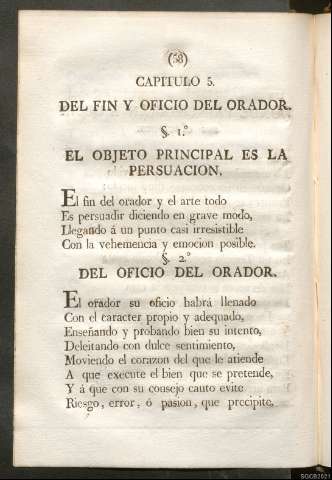 (38)
CAPITULO 5.
DEL FIN Y OFICIO DEL ORADOR.
§. 1.º
EL OBJETO PRINCIPAL ES LA
PERSUACION.
El fin del orador y el arte todo
Es persuadir diciendo en grave modo,
Llegando á un punto casi irresistible
Con la vehemencia y emocion posible.
§. 2.º
DEL OFICIO DEL ORADOR.
El orador su oficio habrá llenado
Con el caracter propio y adequado,
Enseñando y probando bien su intento,
Deleitando con dulce sentimiento,
Moviendo el corazon del que le atiende
A que execute el bien que se pretende,
Y á que con su consejo cauto evite
Riesgo, error, ó pasion, que precipite.
SGCB2021